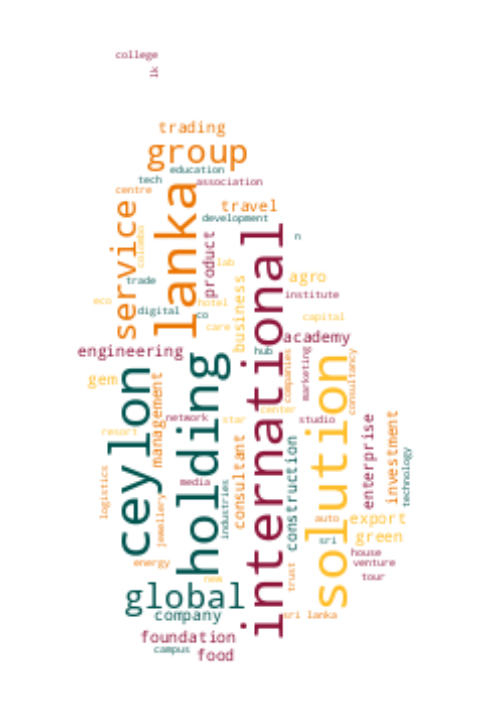 college
lk
trading
group
education
tech
association
centre
lanka
service
travel
development
colombo
product
n
international
lab
trade
business
agro
eco
institute
hotel
digital
co
capital
care
academy
engineering
hub
holding
marketing
companies
consultancy
solution
ceylon
gem
management
center
network
star
studio
enterprise
investment
resort
consultant
construction
technology
logistics
media
industries
jewellery
auto
export
sri
green
house
energy
venture
trust
new
tour
global
company
sri lanka
foundation
campus
food